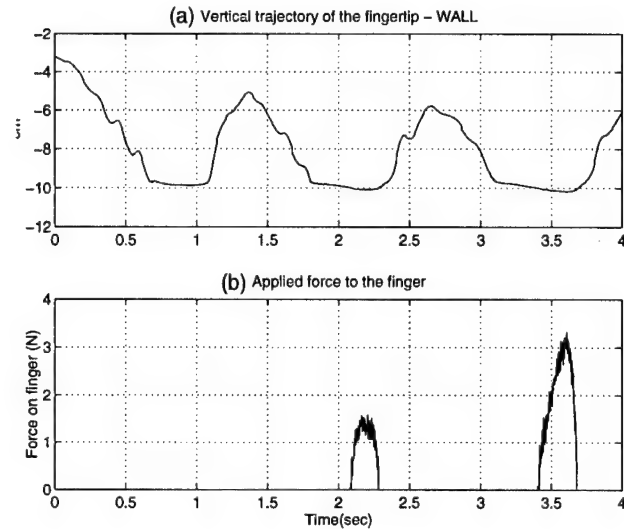 (a) Vertical trajectory of the fingertip – WALL
-2
-4
-6
-8
-10
-12
cm
0 0.5 1 1.5 2 2.5 3 3.5 4
(b) Applied force to the finger
4
3
2
1
0
Force on finger (N)
0 0.5 1 1.5 2 2.5 3 3.5 4
Time(sec)